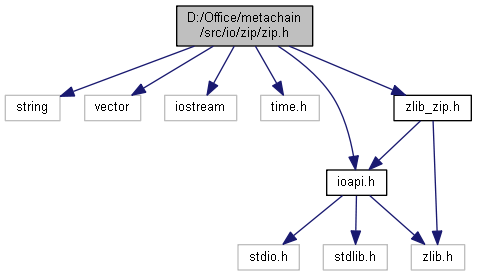 D:/Office/metachain
/src/io/zip/zip.h
string
vector
iostream
time.h
zlib_zip.h
ioapi.h
stdio.h
stdlib.h
zlib.h